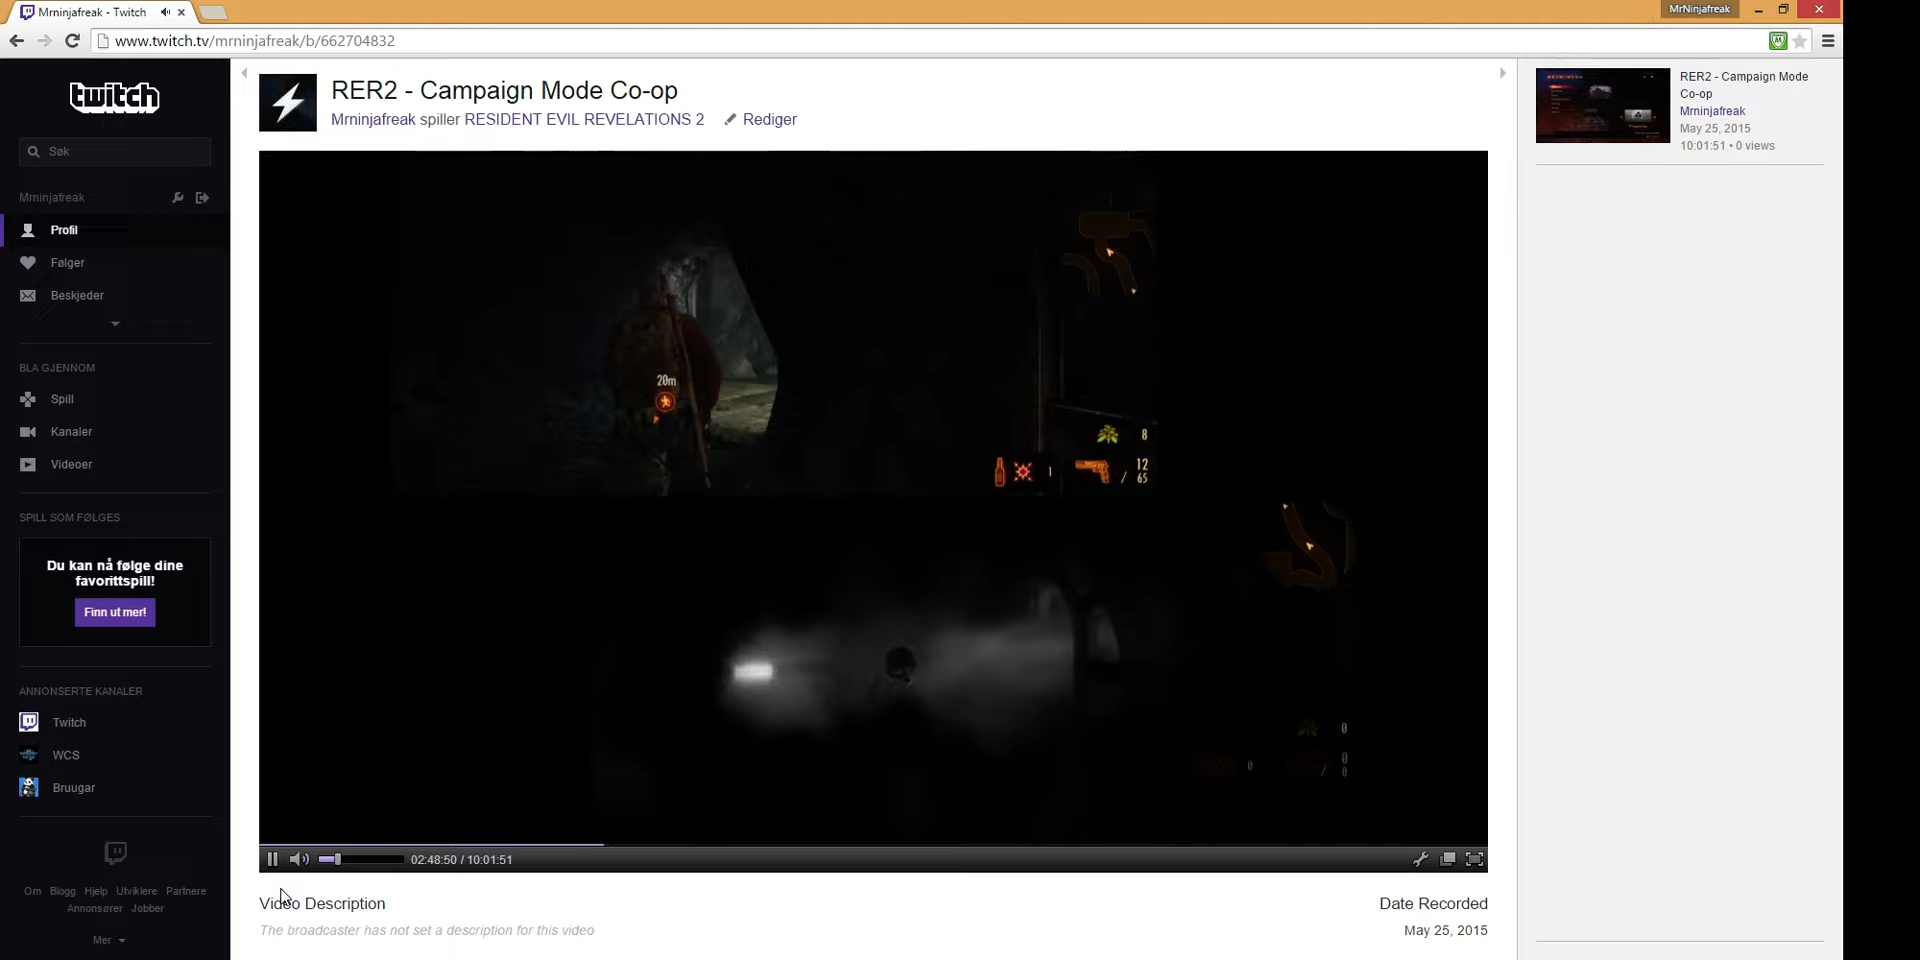 Mrninjafreak - Twitch
MrNinjafreak
www.twitch.tv/mrninjafreak/b/662704832
twitch
Søk
Mrninjafreak
Profil
Følger
Beskjeder
BLA GJENNOM
Spill
Kanaler
Videoer
SPILL SOM FØLGES
Du kan nå følge dine
favorittspill!
Finn ut mer!
ANNONSERTE KANALER
Twitch
WCS
Bruugar
Om Blogg Hjelp Utviklere Partnere
Annonsører Jobber
Mer
RER2 - Campaign Mode Co-op
Mrninjafreak spiller RESIDENT EVIL REVELATIONS 2 Rediger
20m
8
1
12
/ 65
0
0
0
/ 0
02:48:50 / 10:01:51
Video Description
The broadcaster has not set a description for this video
Date Recorded
May 25, 2015
RER2 - Campaign Mode
Co-op
Mrninjafreak
May 25, 2015
10:01:51 • 0 views